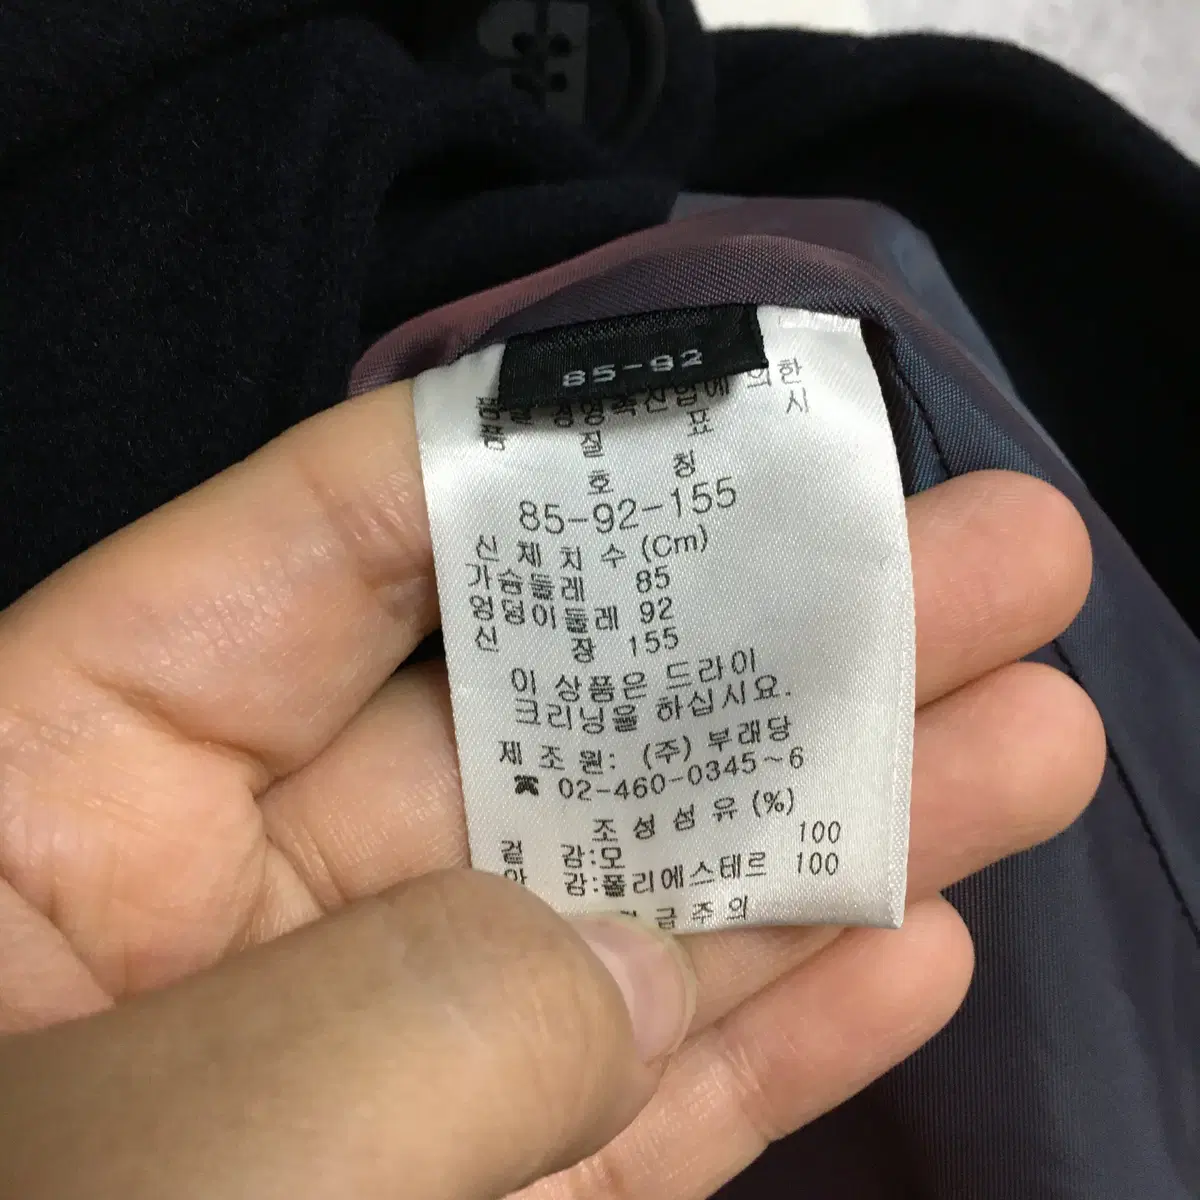 85-92
품질경영촉진법에의한
품 질 표 시
호 칭
85-92-155
신 체 치 수 (Cm)
가 슴 둘 레 85
엉덩이둘레 92
신 장 155
이 상품은 드라이
크리닝을 하십시요.
제 조 원: (주) 부래당
☎ 02-460-0345~6
조 성 섬 유 (%)
겉 감:모 100
안 감:폴리에스테르 100
금주의